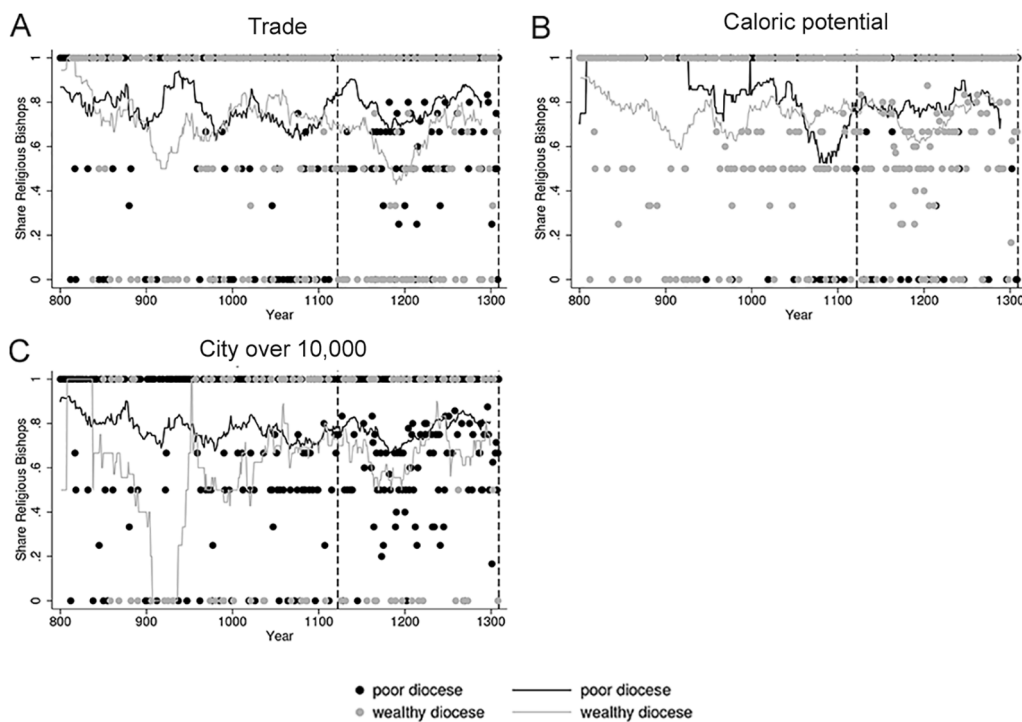 A
Trade
Share Religious Bishops
1
.8
.6
.4
.2
0
800
900
1000
1100
1200
1300
Year
B
Caloric potential
Share Religious Bishops
1
.8
.6
.4
.2
0
800
900
1000
1100
1200
1300
Year
C
City over 10,000
Share Religious Bishops
1
.8
.6
.4
.2
0
800
900
1000
1100
1200
1300
Year
poor diocese
poor diocese
wealthy diocese
wealthy diocese